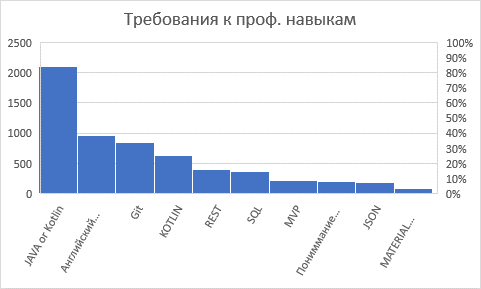 Требования к проф. навыкам
2500
2000
1500
1000
500
0
100%
90%
80%
70%
60%
50%
40%
30%
20%
10%
0%
JAVA or Kotlin
Английский...
Git
KOTLIN
REST
SQL
MVP
Пониммание...
JSON
MATERIAL...